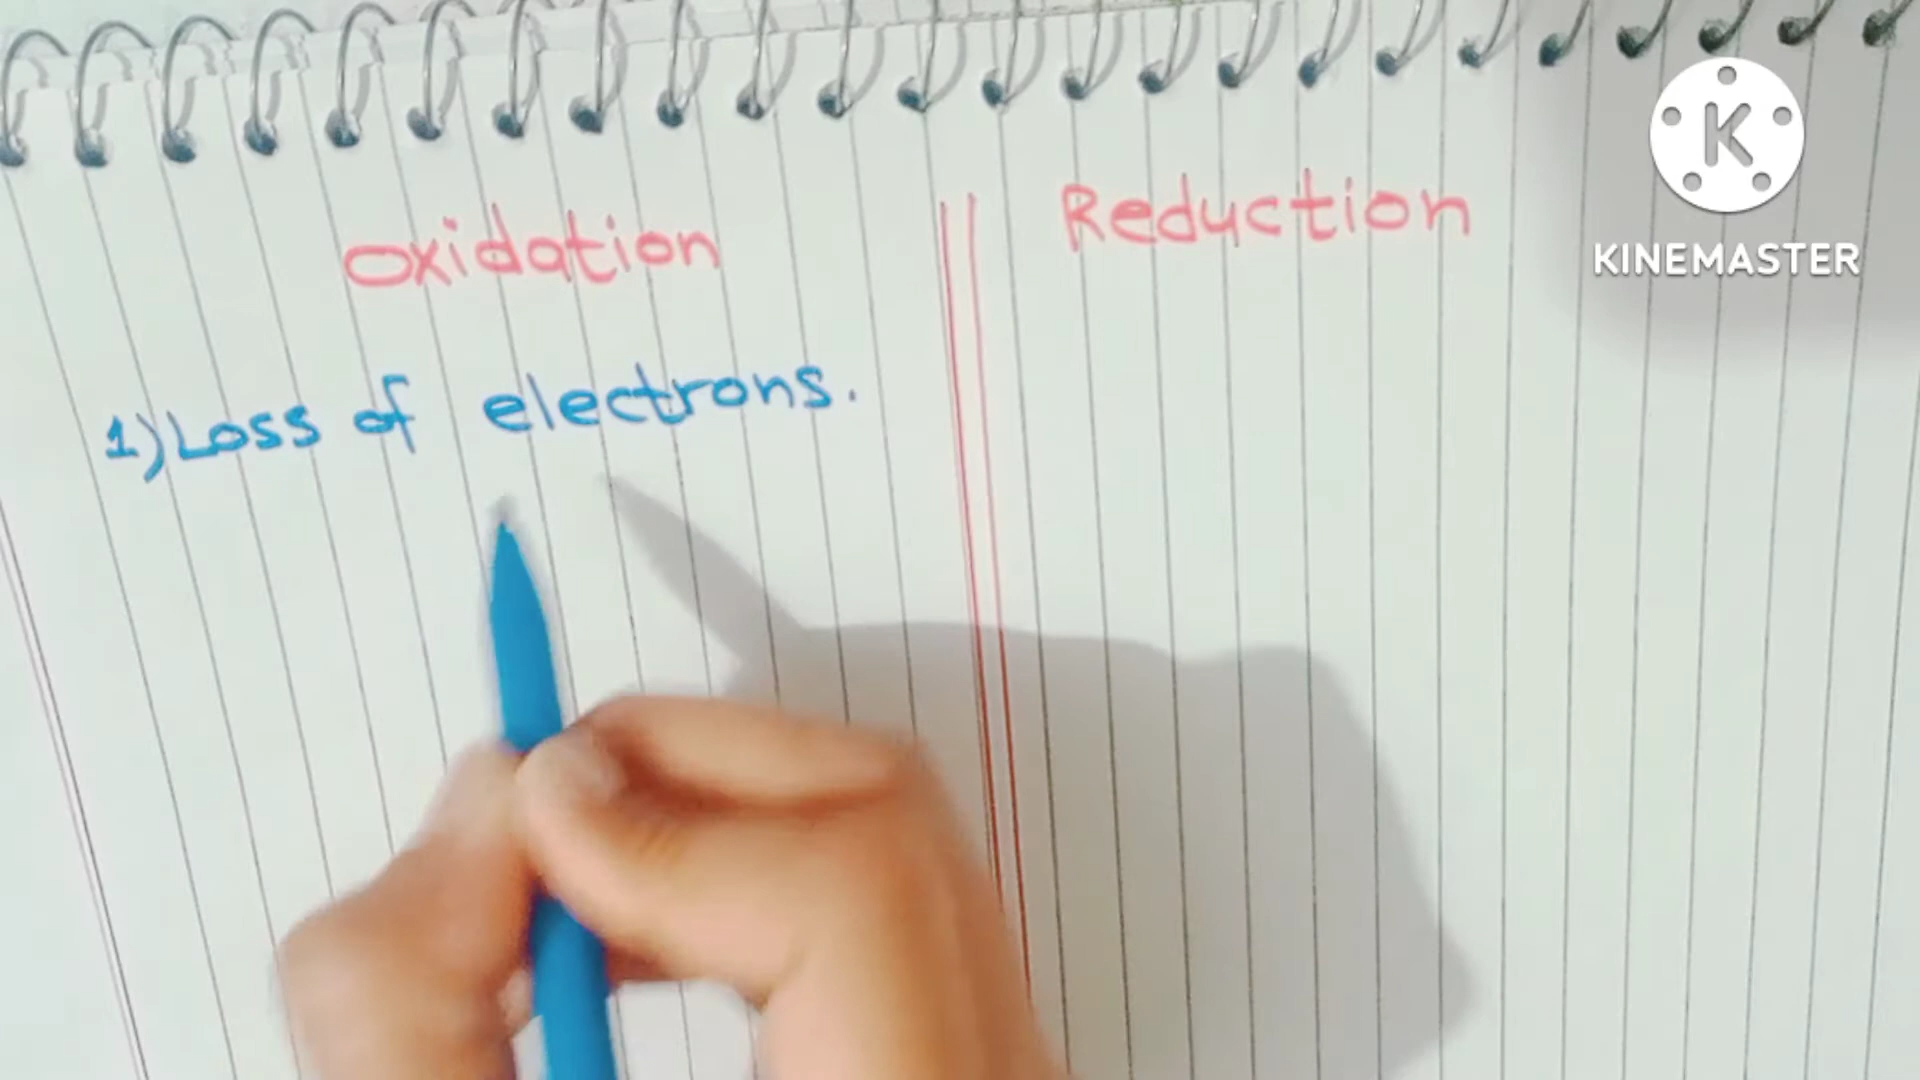 oxidation
Reduction
1) Loss of electrons.
K
KINEMASTER